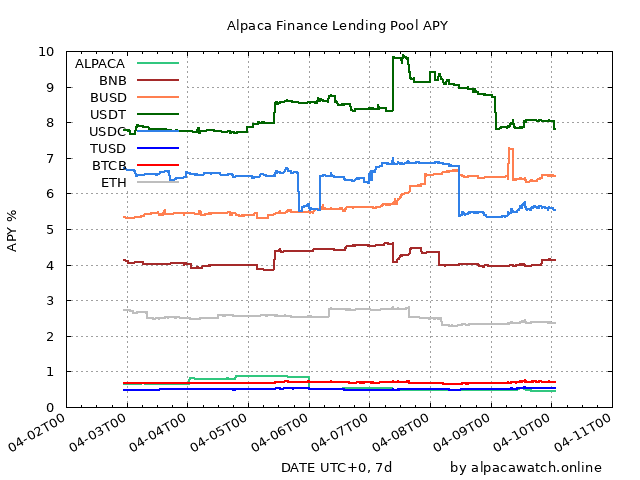 Alpaca Finance Lending Pool APY
APY %
10
9
8
7
6
5
4
3
2
1
0
ALPACA
BNB
BUSD
USDT
USDC
TUSD
BTCB
ETH
04-02T00
04-03T00
04-04T00
04-05T00
04-06T00
04-07T00
04-08T00
04-09T00
04-10T00
04-11T00
DATE UTC+0, 7d
by alpacawatch.online